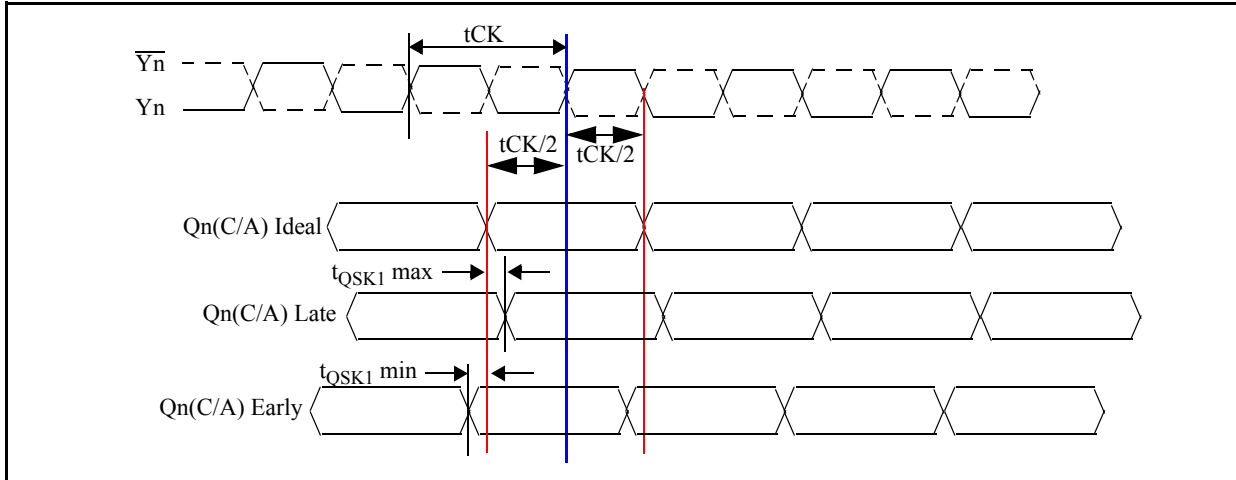 tCK
Yn
Yn
tCK/2
tCK/2
Qn(C/A) Ideal
tQSK1 max
Qn(C/A) Late
tQSK1 min
Qn(C/A) Early